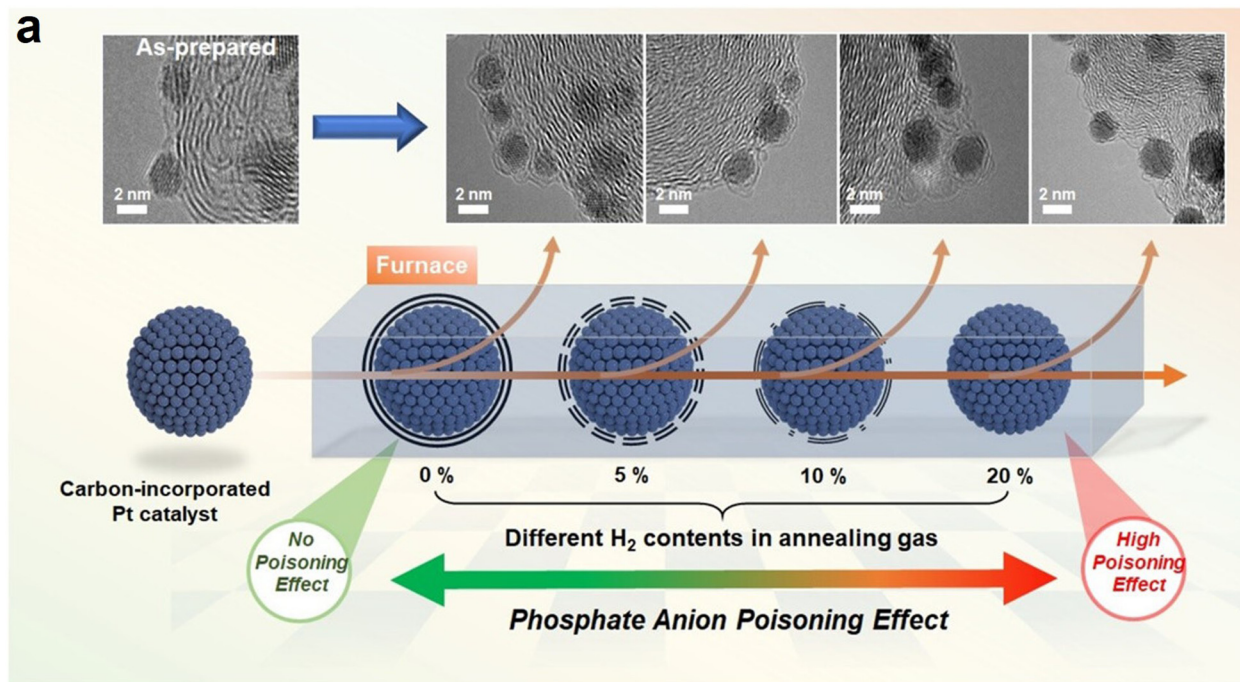 a
As-prepared
2 nm
2 nm
2 nm
2 nm
2 nm
Furnace
0 %
5 %
10 %
20 %
Carbon-incorporated
Pt catalyst
Different H₂ contents in annealing gas
No
Poisoning
Effect
High
Poisoning
Effect
Phosphate Anion Poisoning Effect